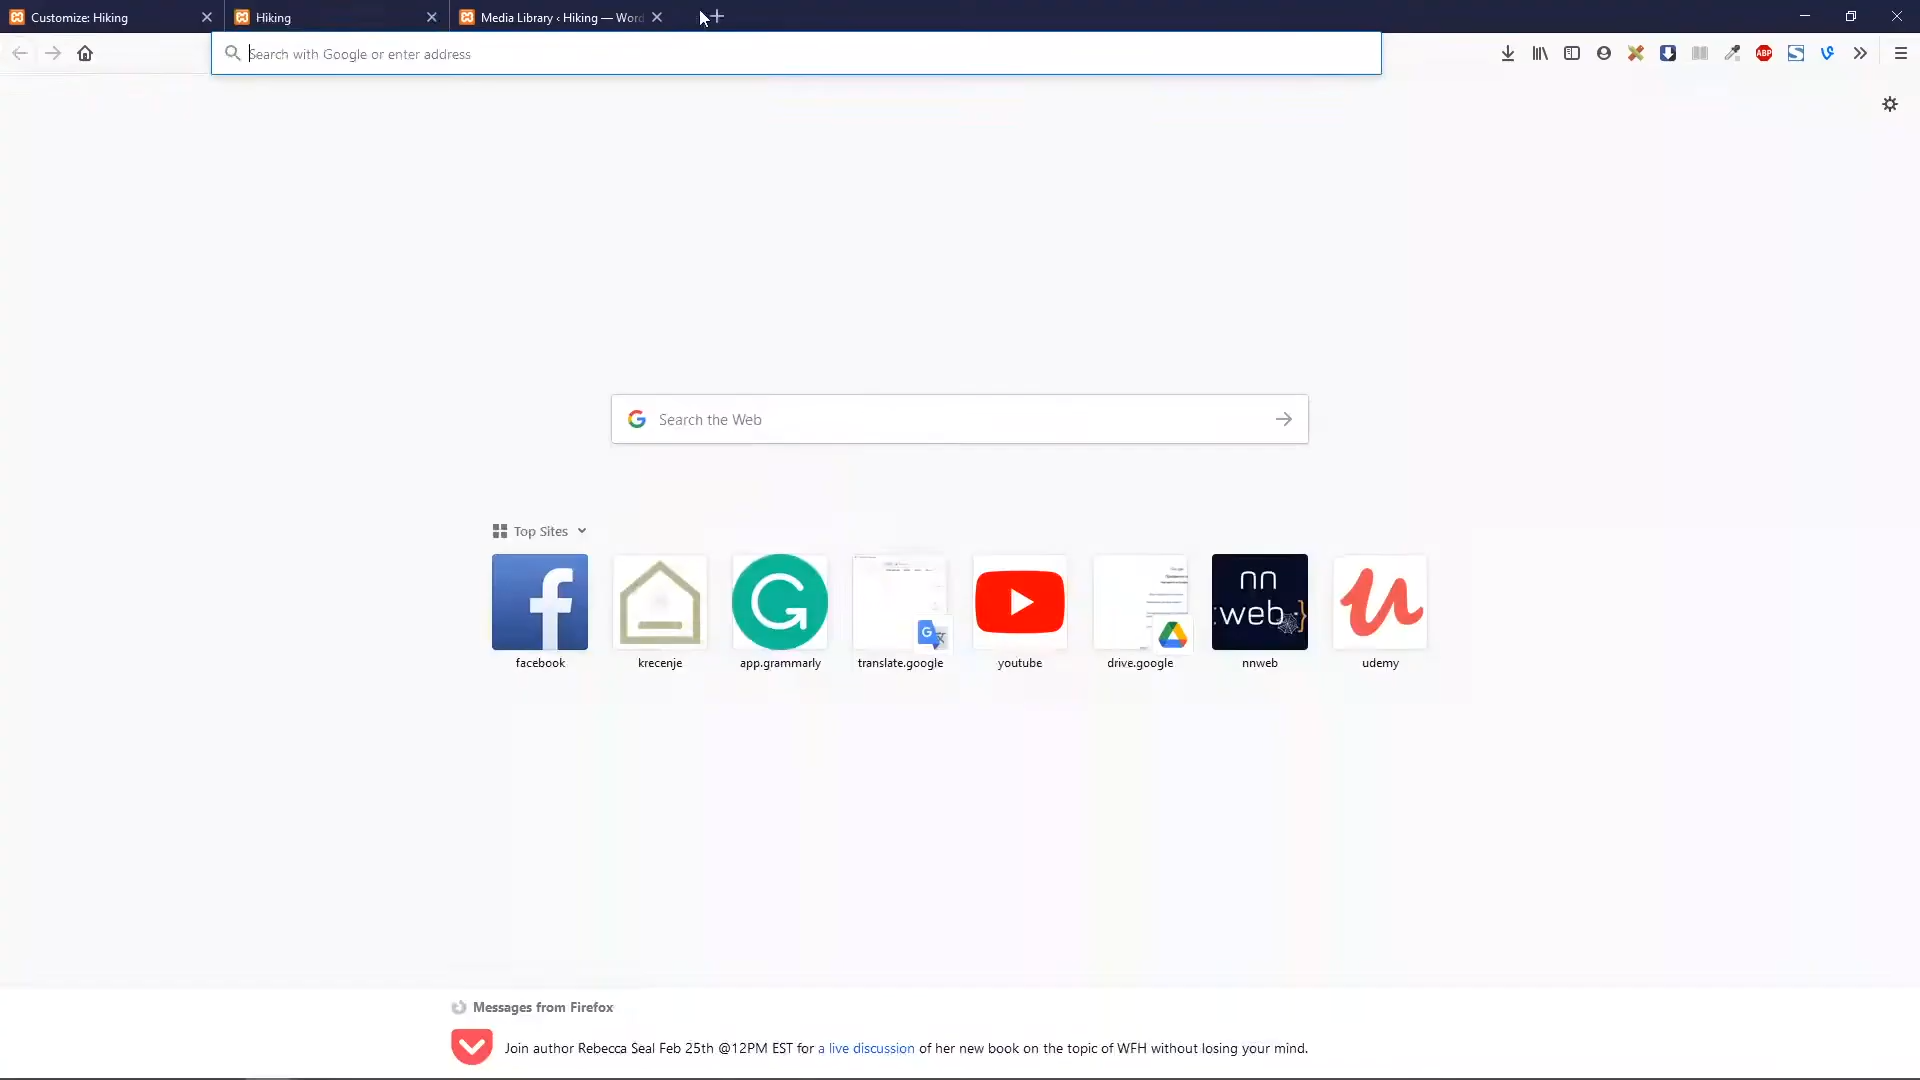 Customize: Hiking
Hiking
Media Library ‹ Hiking — Word
Search with Google or enter address
ABP
Search the Web
Top Sites
nn
web
facebook
krecenje
app.grammarly
translate.google
youtube
drive.google
nnweb
udemy
Messages from Firefox
Join author Rebecca Seal Feb 25th @12PM EST for a live discussion of her new book on the topic of WFH without losing your mind.